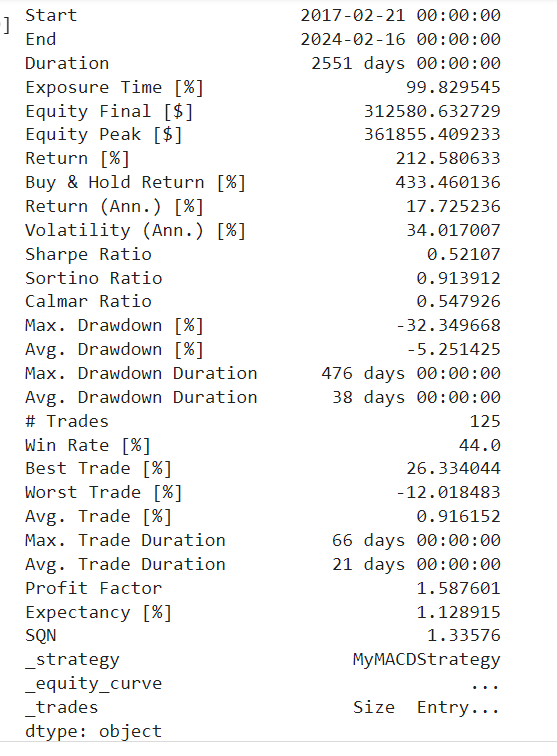 ]
Start 2017-02-21 00:00:00
End 2024-02-16 00:00:00
Duration 2551 days 00:00:00
Exposure Time [%] 99.829545
Equity Final [$] 312580.632729
Equity Peak [$] 361855.409233
Return [%] 212.580633
Buy & Hold Return [%] 433.460136
Return (Ann.) [%] 17.725236
Volatility (Ann.) [%] 34.017007
Sharpe Ratio 0.52107
Sortino Ratio 0.913912
Calmar Ratio 0.547926
Max. Drawdown [%] -32.349668
Avg. Drawdown [%] -5.251425
Max. Drawdown Duration 476 days 00:00:00
Avg. Drawdown Duration 38 days 00:00:00
# Trades 125
Win Rate [%] 44.0
Best Trade [%] 26.334044
Worst Trade [%] -12.018483
Avg. Trade [%] 0.916152
Max. Trade Duration 66 days 00:00:00
Avg. Trade Duration 21 days 00:00:00
Profit Factor 1.587601
Expectancy [%] 1.128915
SQN 1.33576
_strategy MyMACDStrategy
_equity_curve ...
_trades Size Entry...
dtype: object